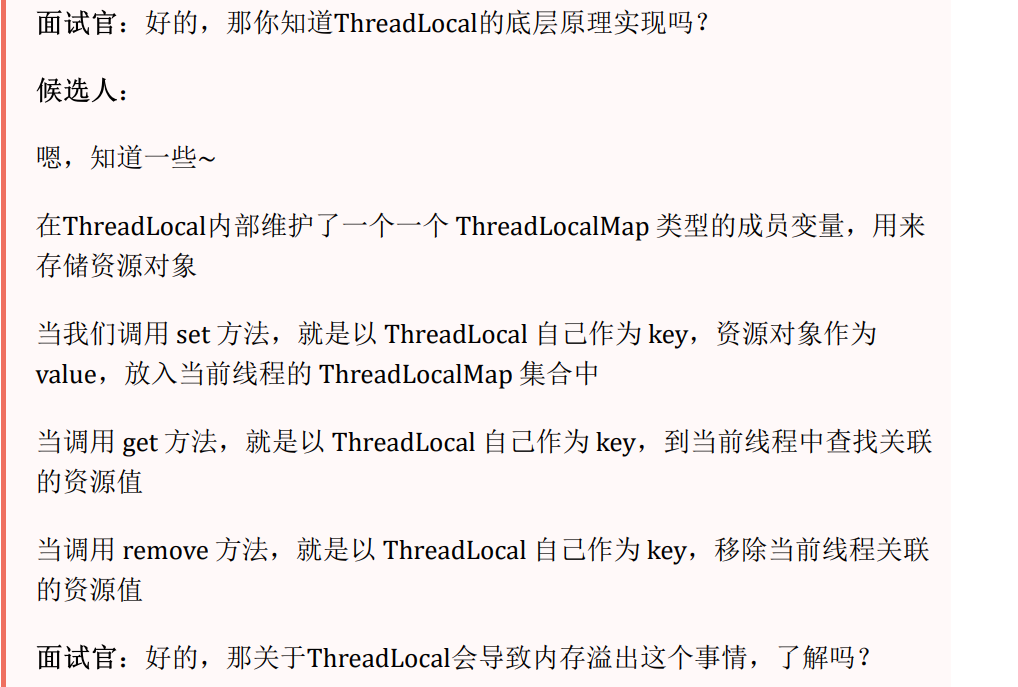 面试官：好的，那你知道ThreadLocal的底层原理实现吗？
候选人：
嗯，知道一些~
在ThreadLocal内部维护了一个一个 ThreadLocalMap 类型的成员变量，用来
存储资源对象
当我们调用 set 方法，就是以 ThreadLocal 自己作为 key，资源对象作为
value，放入当前线程的 ThreadLocalMap 集合中
当调用 get 方法，就是以 ThreadLocal 自己作为 key，到当前线程中查找关联
的资源值
当调用 remove 方法，就是以 ThreadLocal 自己作为 key，移除当前线程关联
的资源值
面试官：好的，那关于ThreadLocal会导致内存溢出这个事情，了解吗？